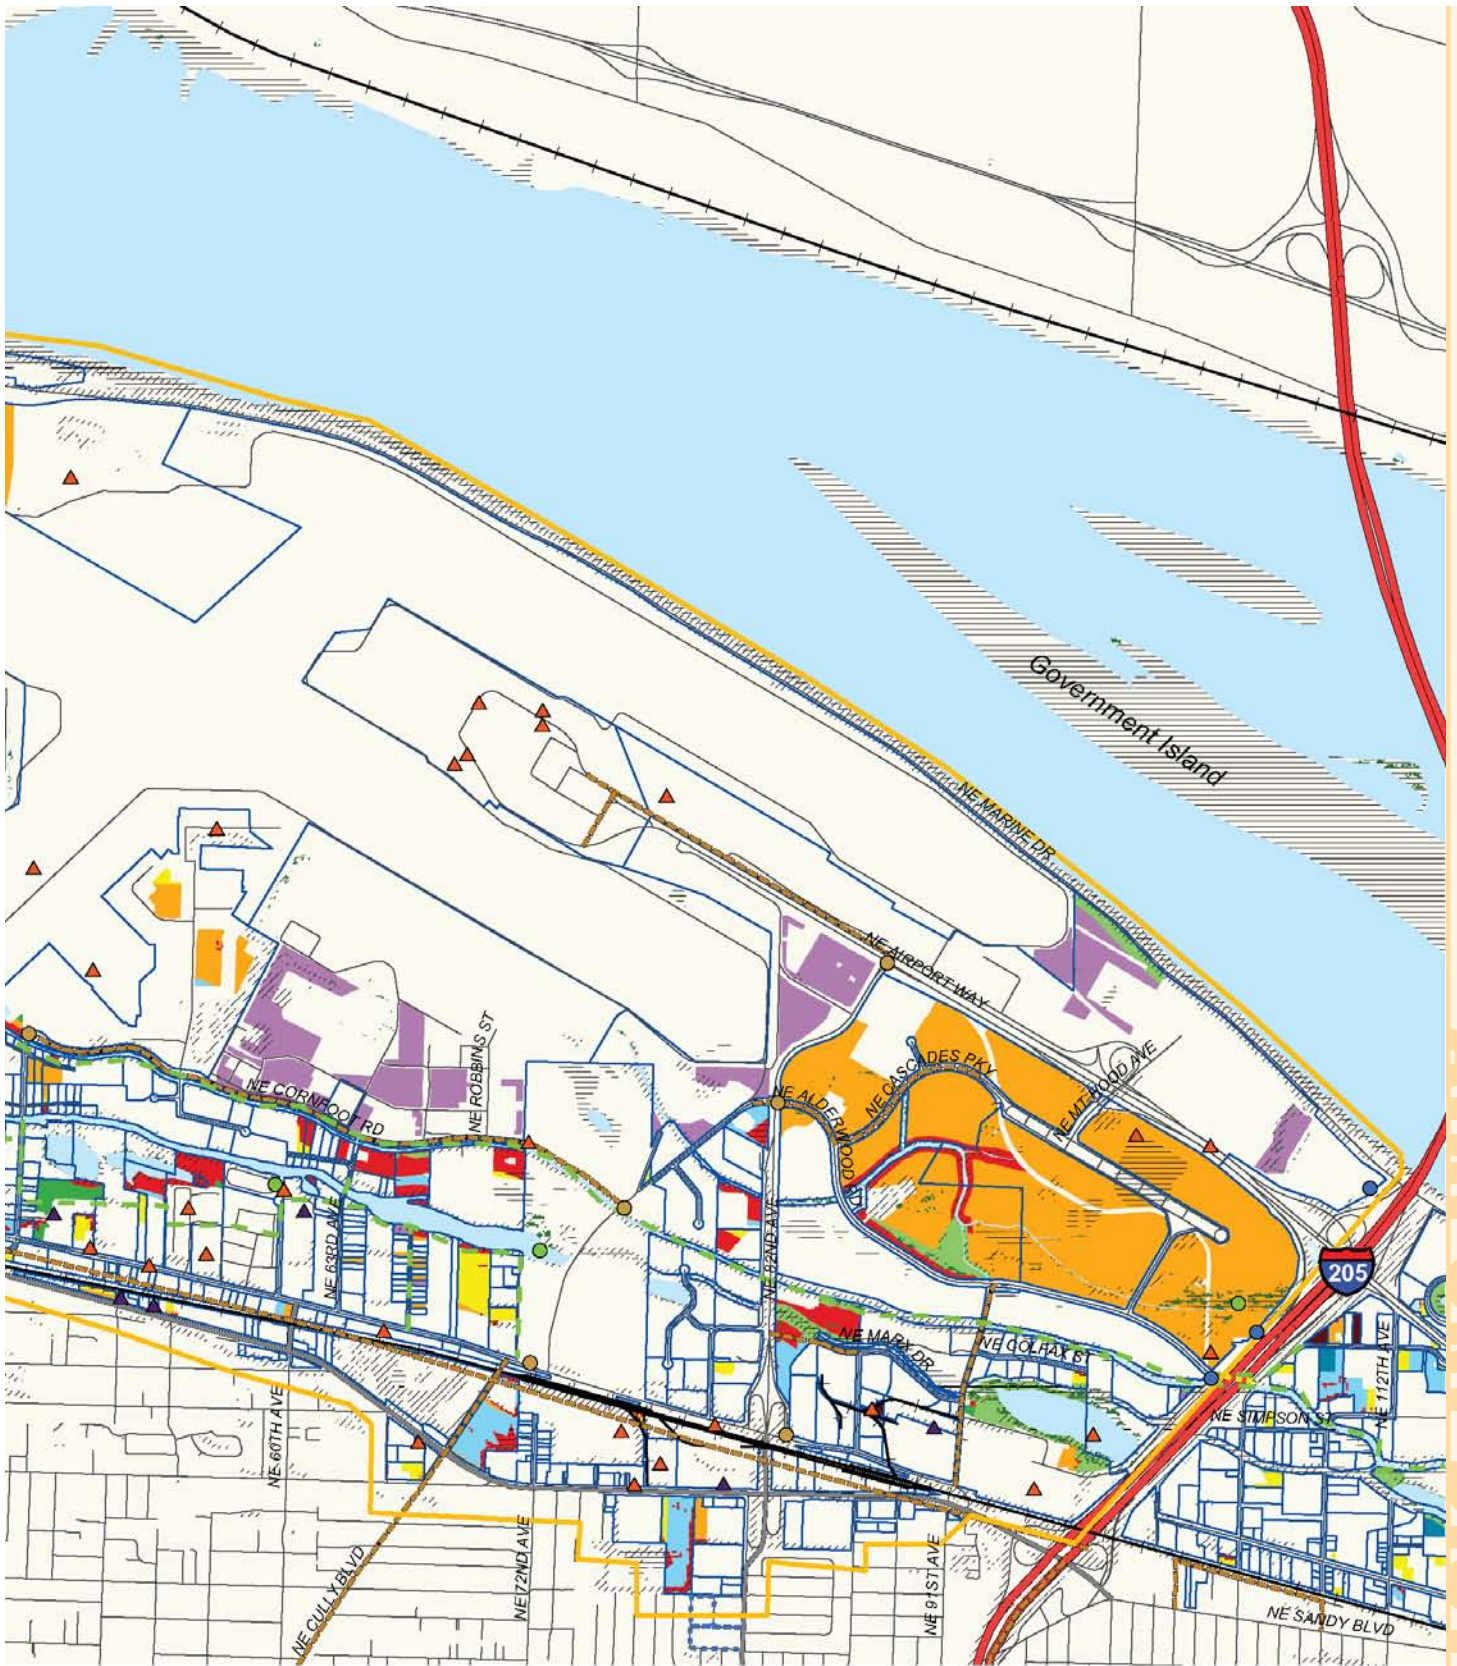 Government Island
NE MARINE DR
NE AIRPORT WAY
NE CASCADES PKY
NE MT HOOD AVE
NE ROBBINS ST
NE CORNFOOT RD
NE ALDERWOOD RD
NE 63RD AVE
NE 82ND AVE
205
NE MARX DR
NE COLFAX ST
NE 112TH AVE
NE SIMPSON ST
NE 60TH AVE
NE 72ND AVE
NE CULLY BLVD
NE 91ST AVE
NE SANDY BLVD